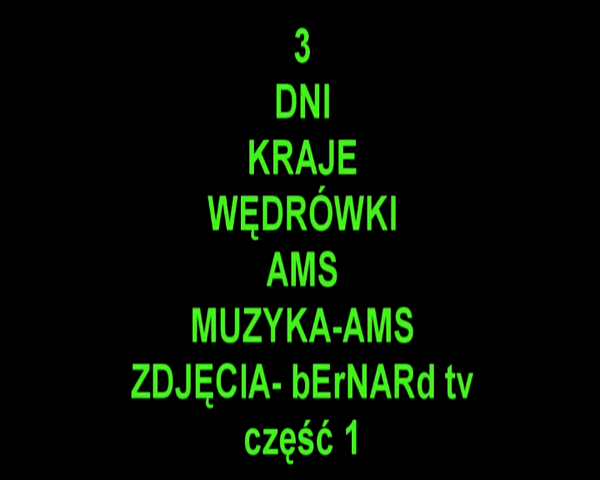 3
DNI
KRAJE
WĘDRÓWKI
AMS
MUZYKA-AMS
ZDJĘCIA- bErNARd tv
część 1